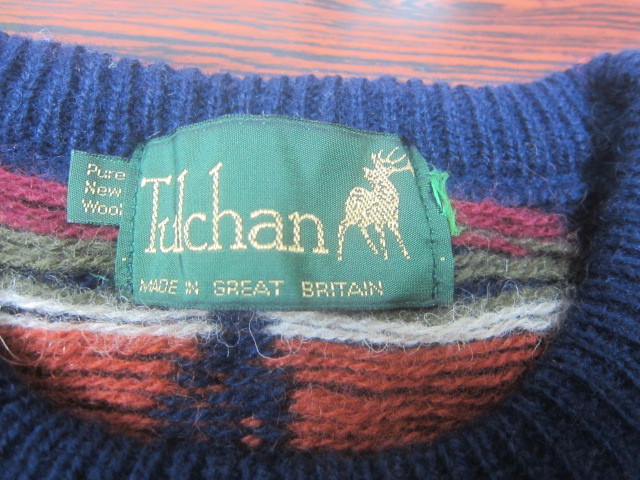 Pure
New
Wool
Tulchan
MADE IN GREAT BRITAIN